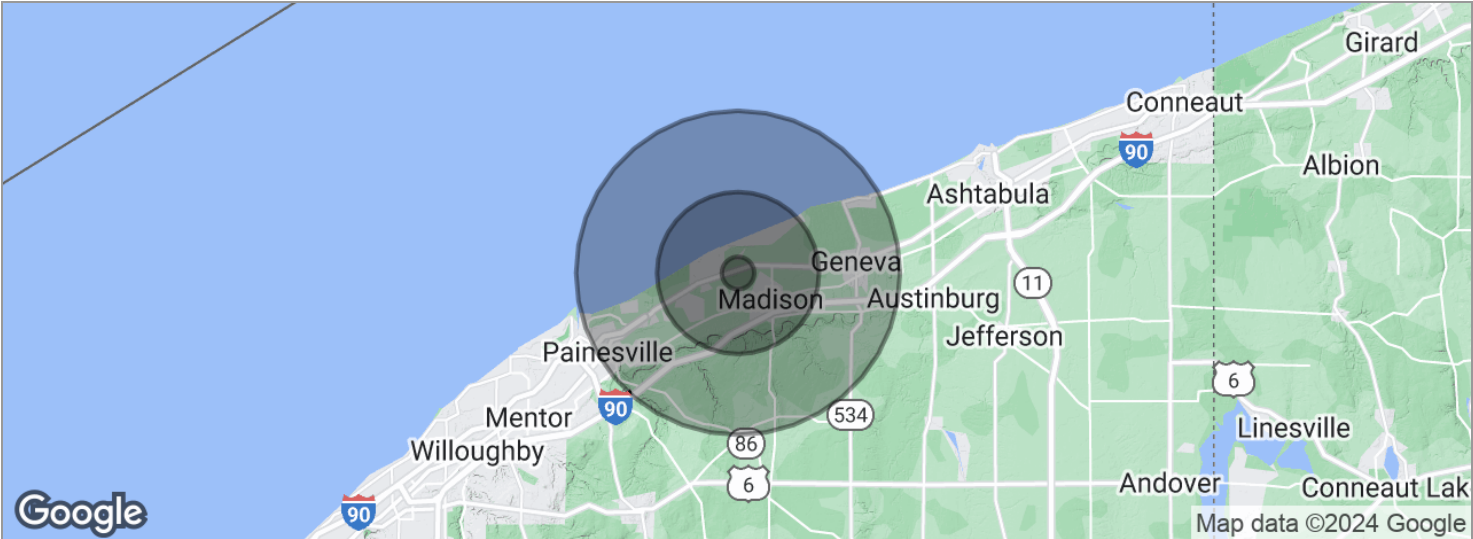 Girard
Conneaut
90
Albion
Ashtabula
Geneva
11
Madison
Austinburg
Jefferson
Painesville
6
90
534
Mentor
Linesville
86
Willoughby
6
Andover
Conneaut Lak
90
Google
Map data ©2024 Google